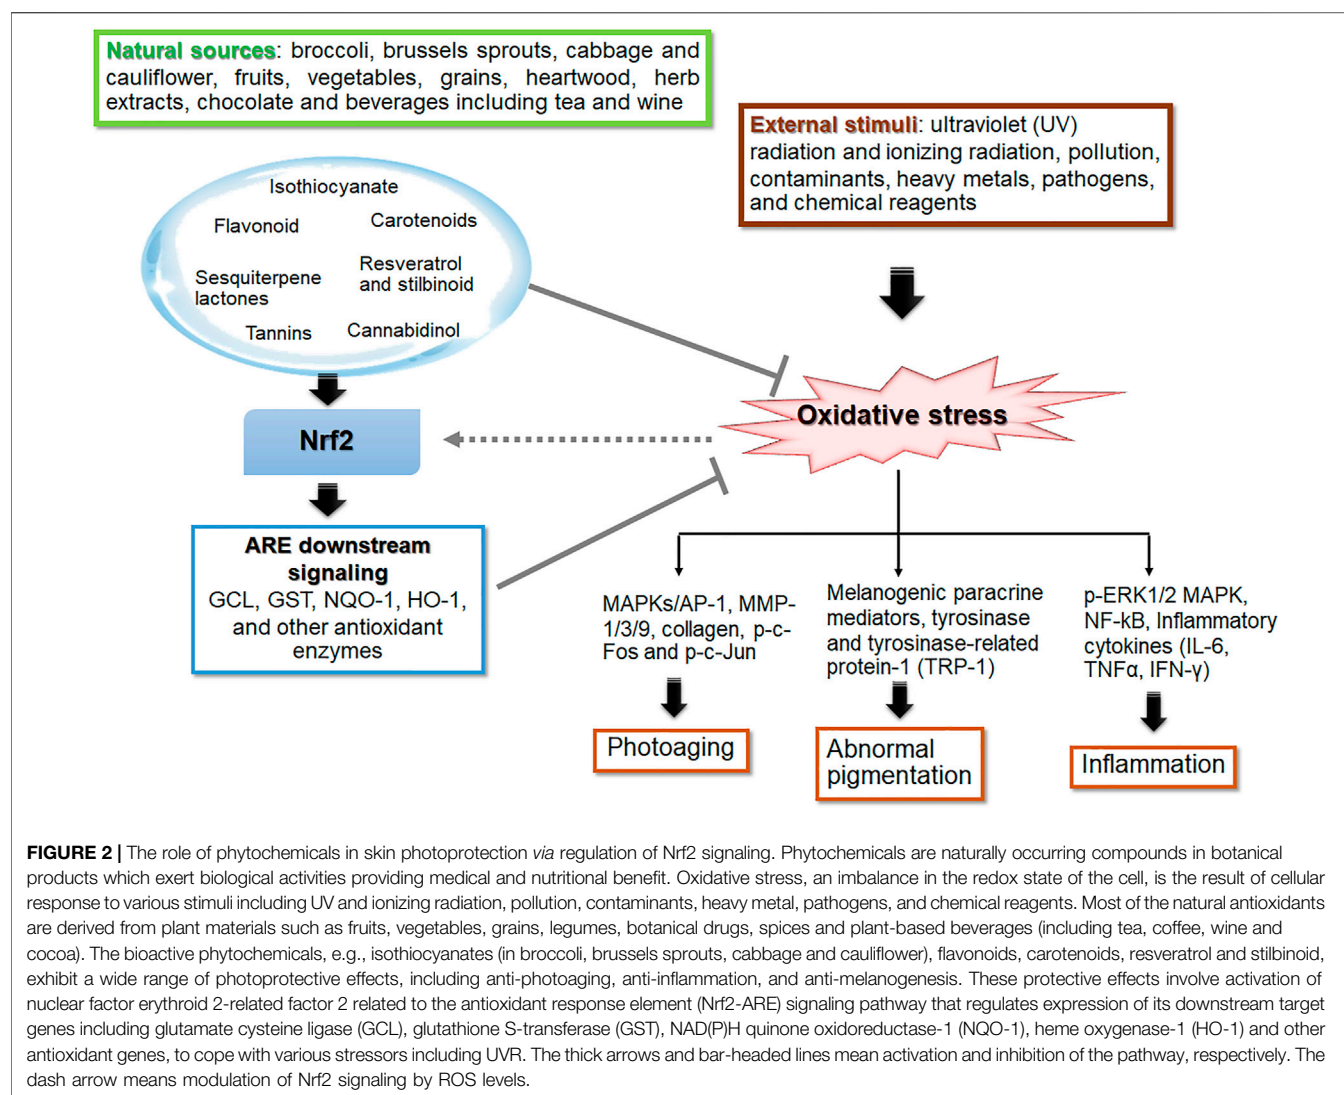 Natural sources: broccoli, brussels sprouts, cabbage and
cauliflower, fruits, vegetables, grains, heartwood, herb
extracts, chocolate and beverages including tea and wine
External stimuli: ultraviolet (UV)
radiation and ionizing radiation, pollution,
contaminants, heavy metals, pathogens,
and chemical reagents
Isothiocyanate
Flavonoid
Carotenoids
Sesquiterpene
lactones
Resveratrol
and stilbinoid
Tannins
Cannabidinol
Nrf2
Oxidative stress
ARE downstream
signaling
GCL, GST, NQO-1, HO-1,
and other antioxidant
enzymes
MAPKs/AP-1, MMP-
1/3/9, collagen, p-c-
Fos and p-c-Jun
Melanogenic paracrine
mediators, tyrosinase
and tyrosinase-related
protein-1 (TRP-1)
p-ERK1/2 MAPK,
NF-kB, Inflammatory
cytokines (IL-6,
TNFα, IFN-γ)
Photoaging
Abnormal
pigmentation
Inflammation
FIGURE 2 | The role of phytochemicals in skin photoprotection via regulation of Nrf2 signaling. Phytochemicals are naturally occurring compounds in botanical
products which exert biological activities providing medical and nutritional benefit. Oxidative stress, an imbalance in the redox state of the cell, is the result of cellular
response to various stimuli including UV and ionizing radiation, pollution, contaminants, heavy metal, pathogens, and chemical reagents. Most of the natural antioxidants
are derived from plant materials such as fruits, vegetables, grains, legumes, botanical drugs, spices and plant-based beverages (including tea, coffee, wine and
cocoa). The bioactive phytochemicals, e.g., isothiocyanates (in broccoli, brussels sprouts, cabbage and cauliflower), flavonoids, carotenoids, resveratrol and stilbinoid,
exhibit a wide range of photoprotective effects, including anti-photoaging, anti-inflammation, and anti-melanogenesis. These protective effects involve activation of
nuclear factor erythroid 2-related factor 2 related to the antioxidant response element (Nrf2-ARE) signaling pathway that regulates expression of its downstream target
genes including glutamate cysteine ligase (GCL), glutathione S-transferase (GST), NAD(P)H quinone oxidoreductase-1 (NQO-1), heme oxygenase-1 (HO-1) and other
antioxidant genes, to cope with various stressors including UVR. The thick arrows and bar-headed lines mean activation and inhibition of the pathway, respectively. The
dash arrow means modulation of Nrf2 signaling by ROS levels.